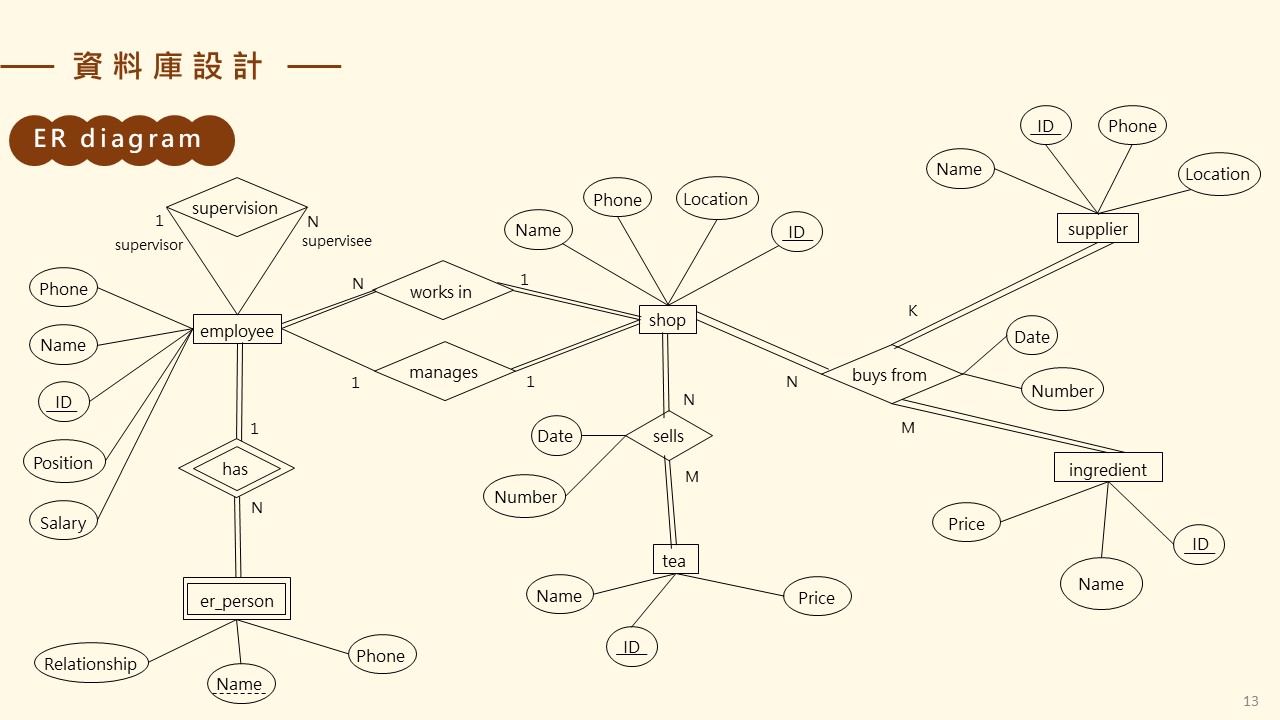 資料庫設計
ER diagram
supervision
1
N
supervisor
supervisee
Phone
Name
ID
Position
Salary
employee
N
works in
1
1
manages
1
1
has
N
er_person
Relationship
Name
Phone
Name
Phone
Location
ID
shop
N
sells
M
Date
Number
tea
Name
ID
Price
N
buys from
K
M
Date
Number
Name
ID
Phone
Location
supplier
ingredient
Price
Name
ID
13